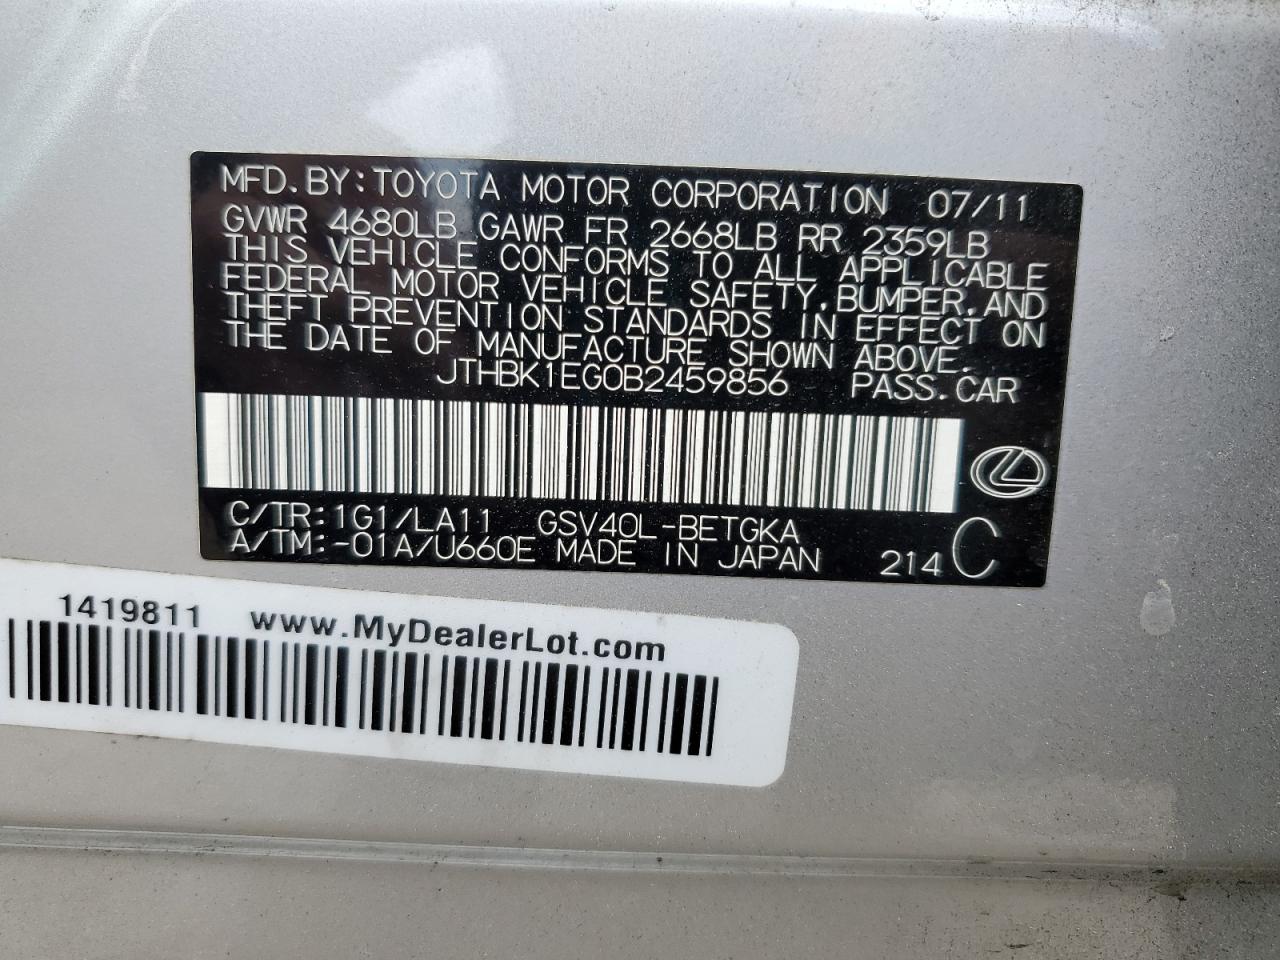 MFD.BY:TOYOTA MOTOR CORPORATION 07/11
GVWR 4680LB GAWR FR 2668LB RR 2359LB
THIS VEHICLE CONFORMS TO ALL APPLICABLE
FEDERAL MOTOR VEHICLE SAFETY,BUMPER,AND
THEFT PREVENTION STANDARDS IN EFFECT ON
THE DATE OF MANUFACTURE SHOWN ABOVE.
JTHBK1EG0B2459856 PASS.CAR
C/TR:1G1/LA11 GSV40L-BETGKA
A/TM:-01A/U660E MADE IN JAPAN 214 C
1419811 www.MyDealerLot.com